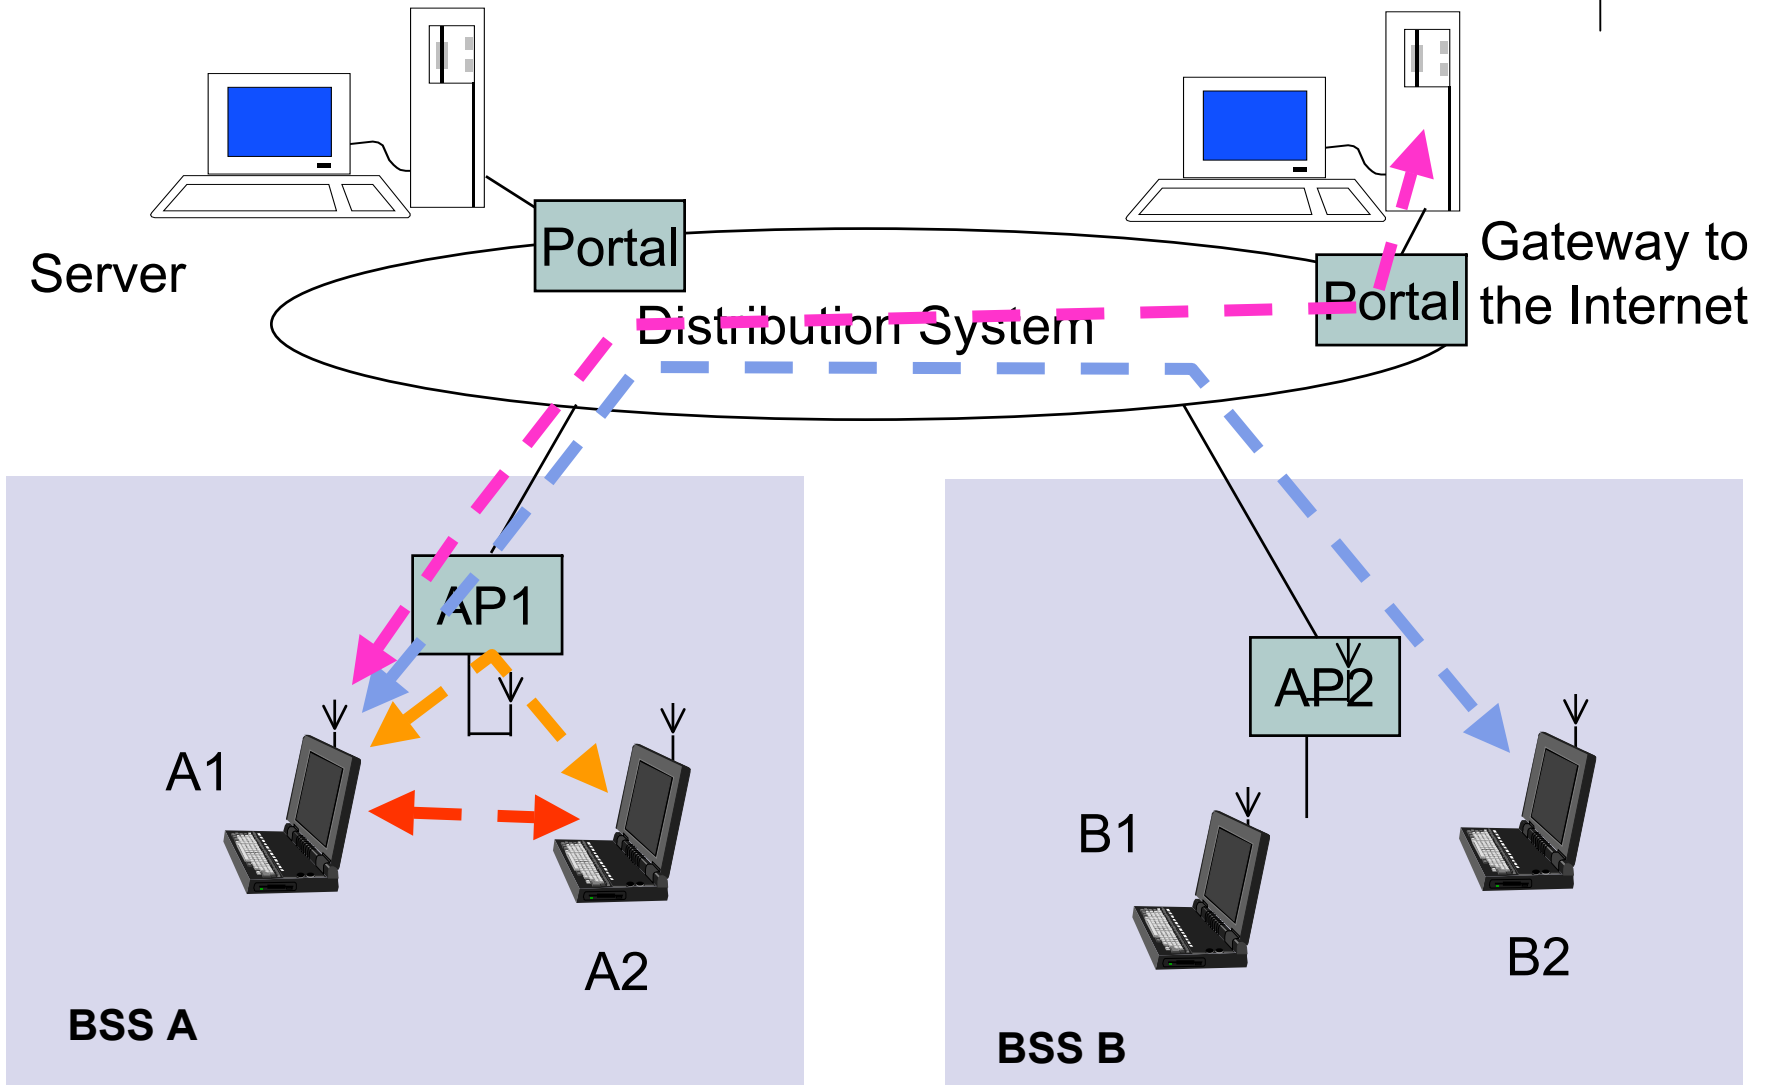 Server
Portal
Gateway to
the Internet
Portal
Distribution System
AP1
AP2
A1
A2
B1
B2
BSS A
BSS B